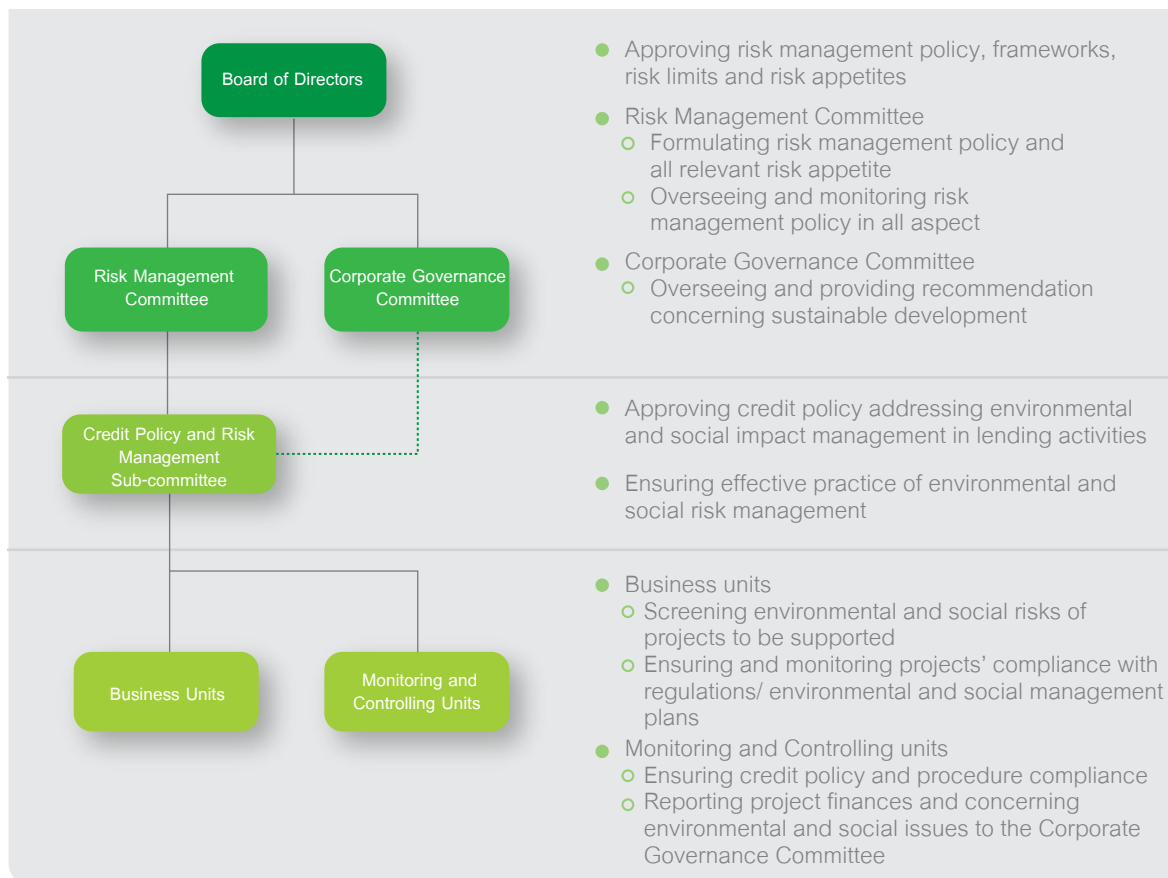 Board of Directors
Risk Management
Committee
Corporate Governance
Committee
Approving risk management policy, frameworks,
risk limits and risk appetites
Risk Management Committee
Formulating risk management policy and
all relevant risk appetite
Overseeing and monitoring risk
management policy in all aspect
Corporate Governance Committee
Overseeing and providing recommendation
concerning sustainable development
Credit Policy and Risk
Management
Sub-committee
Approving credit policy addressing environmental
and social impact management in lending activities
Ensuring effective practice of environmental and
social risk management
Business Units
Monitoring and
Controlling Units
Business units
Screening environmental and social risks of
projects to be supported
Ensuring and monitoring projects' compliance with
regulations/ environmental and social management
plans
Monitoring and Controlling units
Ensuring credit policy and procedure compliance
Reporting project finances and concerning
environmental and social issues to the Corporate
Governance Committee